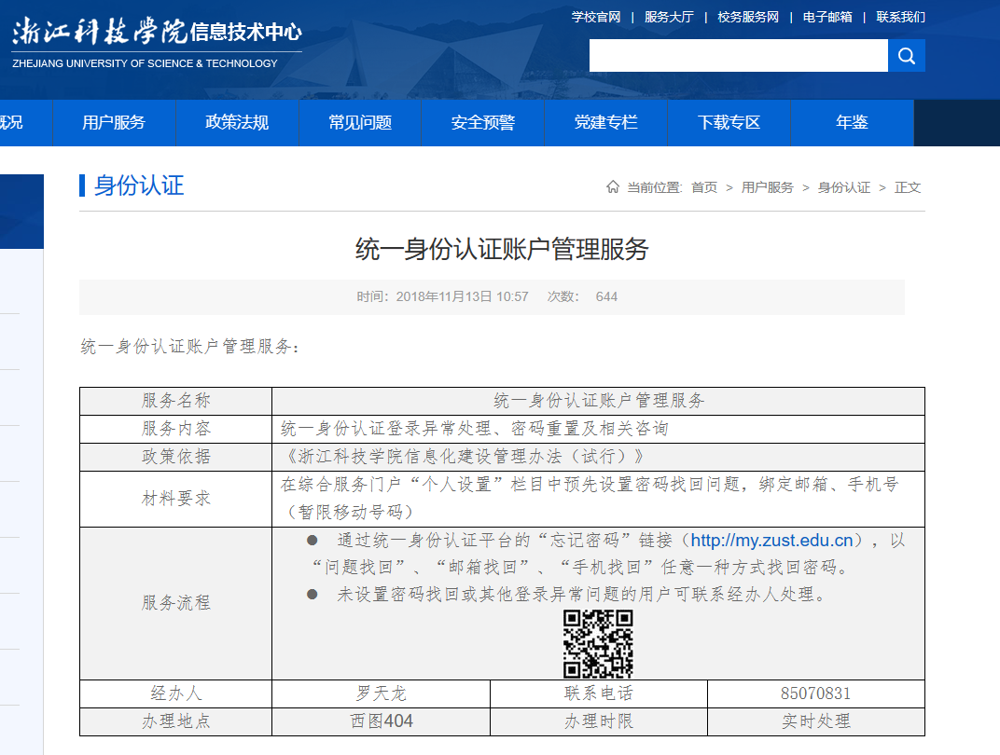 浙江科技学院信息技术中心
ZHEJIANG UNIVERSITY OF SCIENCE & TECHNOLOGY
学校官网 | 服务大厅 | 校务服务网 | 电子邮箱 | 联系我们
概况 用户服务 政策法规 常见问题 安全预警 党建专栏 下载专区 年鉴
身份认证
当前位置: 首页 > 用户服务 > 身份认证 > 正文
统一身份认证账户管理服务
时间：2018年11月13日 10:57 次数： 644
统一身份认证账户管理服务：
服务名称 统一身份认证账户管理服务
服务内容 统一身份认证登录异常处理、密码重置及相关咨询
政策依据 《浙江科技学院信息化建设管理办法（试行）》
材料要求 在综合服务门户“个人设置”栏目中预先设置密码找回问题，绑定邮箱、手机号
（暂限移动号码）
服务流程
● 通过统一身份认证平台的“忘记密码”链接（http://my.zust.edu.cn），以
“问题找回”、“邮箱找回”、“手机找回”任意一种方式找回密码。
● 未设置密码找回或其他登录异常问题的用户可联系经办人处理。
经办人 罗天龙 联系电话 85070831
办理地点 西图404 办理时限 实时处理